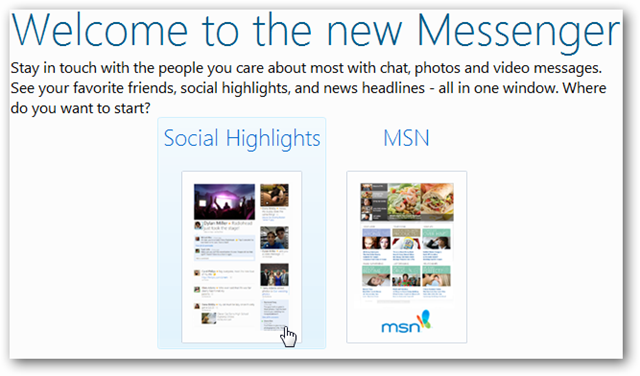 Welcome to the new Messenger
Stay in touch with the people you care about most with chat, photos and video messages.
See your favorite friends, social highlights, and news headlines - all in one window. Where
do you want to start?
Social Highlights
MSN
msn